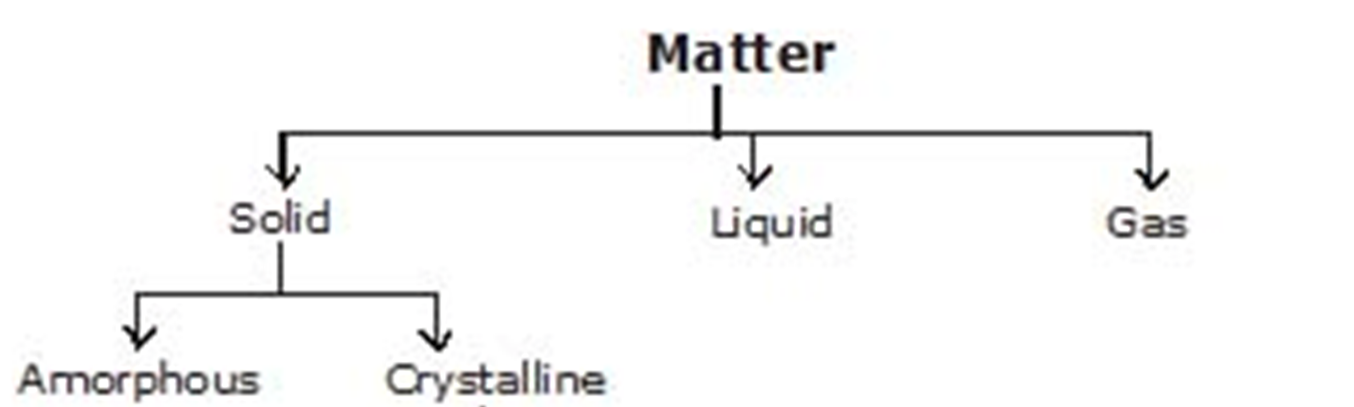 Matter
Solid Liquid Gas
Amorphous Crystalline